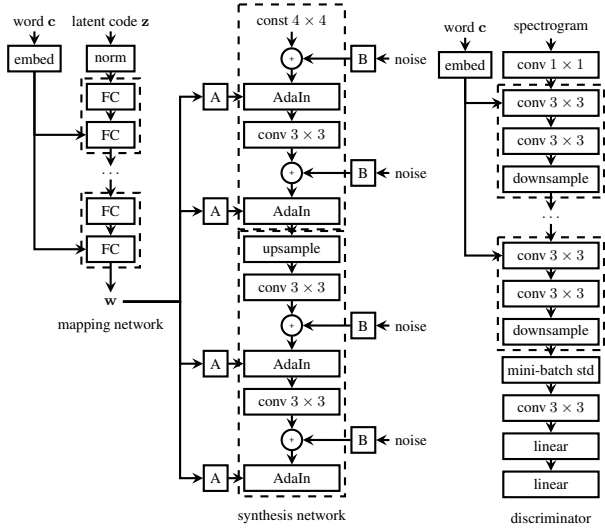 word c
latent code z
embed
norm
FC
FC
...
FC
FC
w
mapping network
const 4 × 4
+
B
noise
A
AdaIn
conv 3 × 3
+
B
noise
A
AdaIn
upsample
conv 3 × 3
+
B
noise
A
AdaIn
conv 3 × 3
+
B
noise
A
AdaIn
synthesis network
word c
spectrogram
embed
conv 1 × 1
conv 3 × 3
conv 3 × 3
downsample
...
conv 3 × 3
conv 3 × 3
downsample
mini-batch std
conv 3 × 3
linear
linear
discriminator